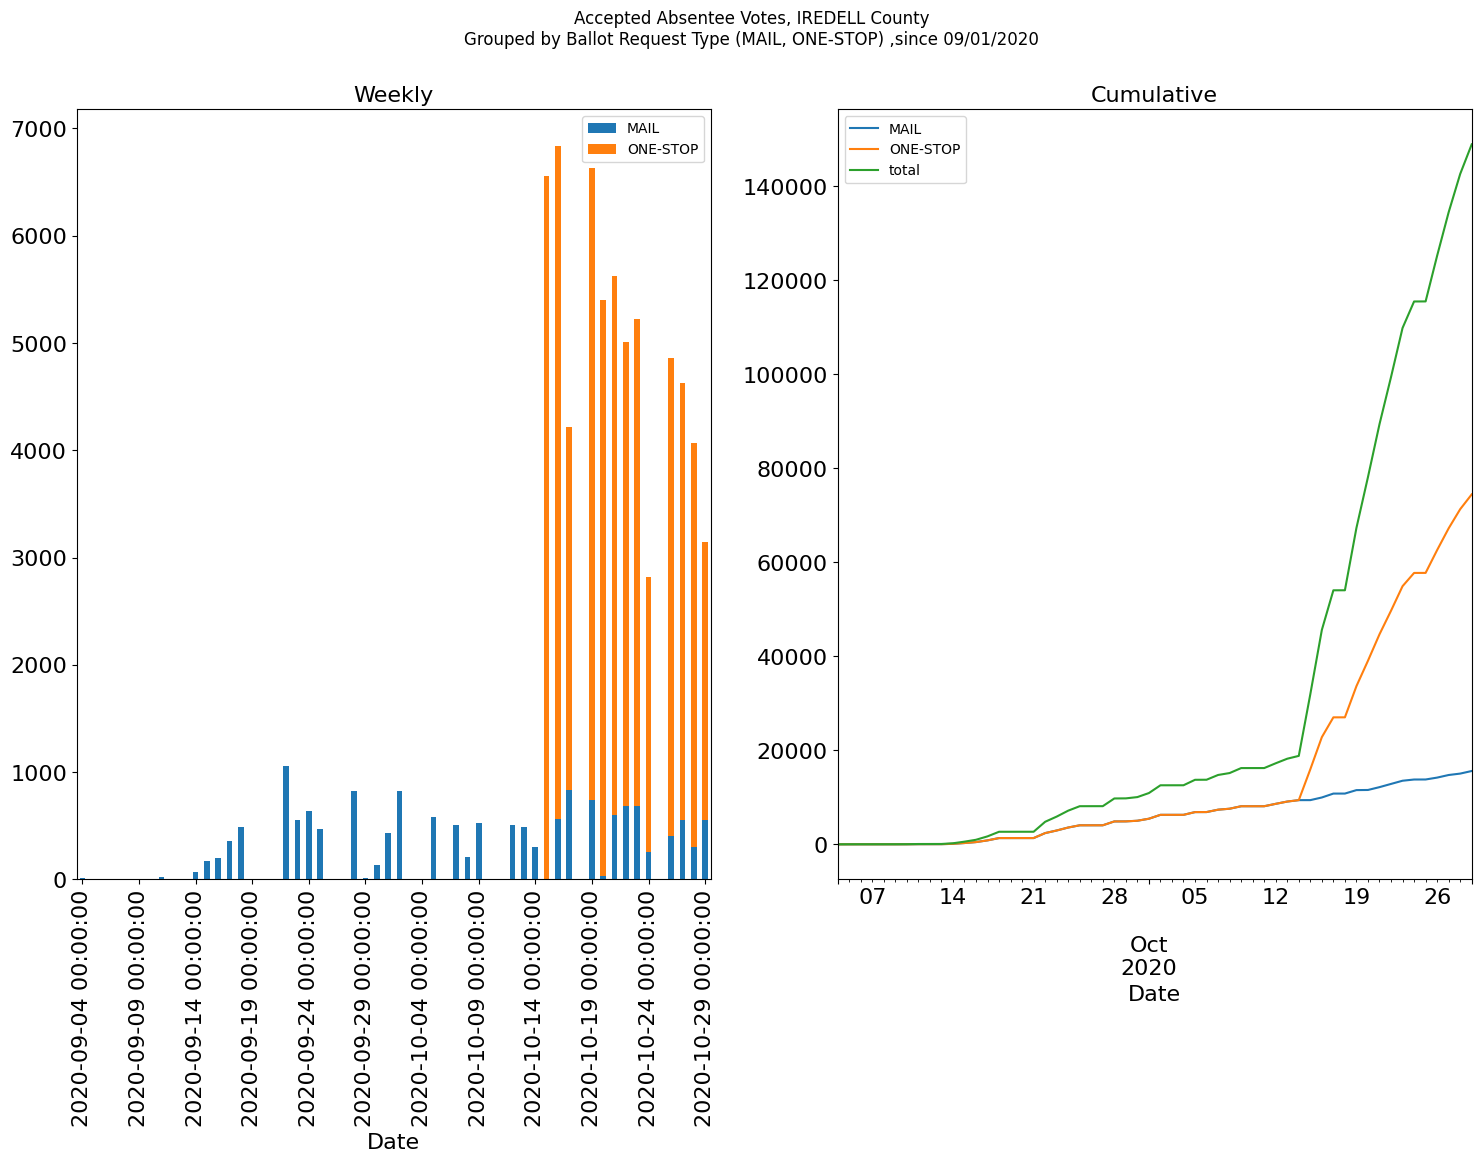 Accepted Absentee Votes, IREDELL County
Grouped by Ballot Request Type (MAIL, ONE-STOP) ,since 09/01/2020
Weekly
MAIL
ONE-STOP
7000
6000
5000
4000
3000
2000
1000
0
2020-09-04 00:00:00
2020-09-09 00:00:00
2020-09-14 00:00:00
2020-09-19 00:00:00
2020-09-24 00:00:00
2020-09-29 00:00:00
2020-10-04 00:00:00
2020-10-09 00:00:00
2020-10-14 00:00:00
2020-10-19 00:00:00
2020-10-24 00:00:00
2020-10-29 00:00:00
Date
Cumulative
MAIL
ONE-STOP
total
140000
120000
100000
80000
60000
40000
20000
0
07 14 21 28 05 12 19 26
Oct
2020
Date